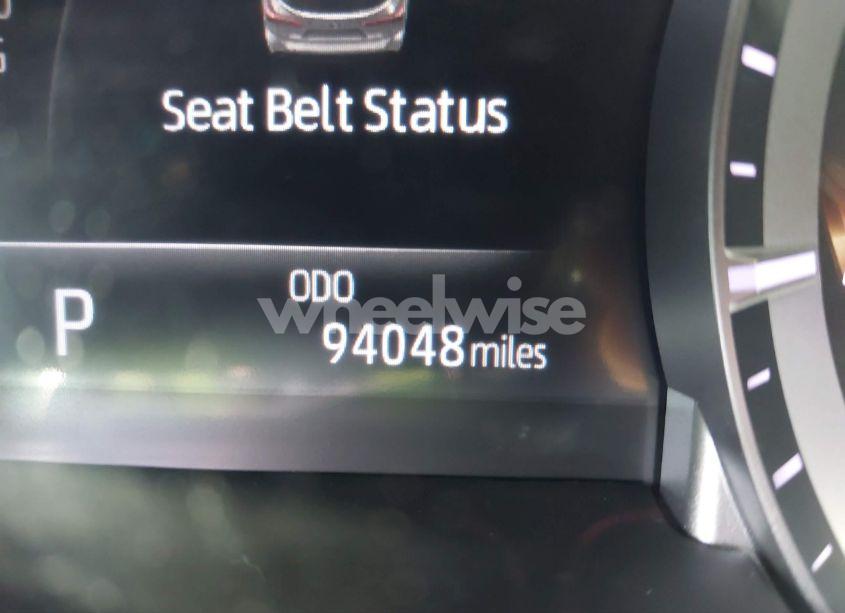 Seat Belt Status
P
ODO
wheelwise
94048 miles